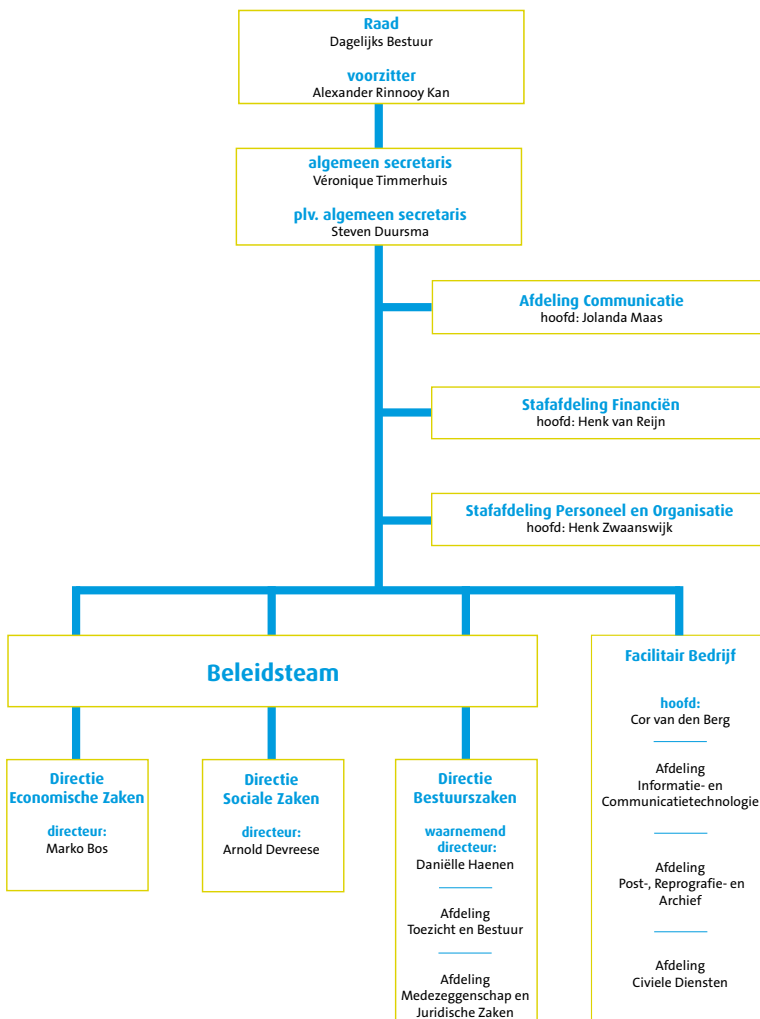 Raad
Dagelijks Bestuur
voorzitter
Alexander Rinnooy Kan
algemeen secretaris
Véronique Timmerhuis
plv. algemeen secretaris
Steven Duursma
Afdeling Communicatie
hoofd: Jolanda Maas
Stafafdeling Financiën
hoofd: Henk van Reijn
Stafafdeling Personeel en Organisatie
hoofd: Henk Zwaanswijk
Beleidsteam
Directie
Economische Zaken
directeur:
Marko Bos
Directie
Sociale Zaken
directeur:
Arnold Devreese
Directie
Bestuurszaken
waarnemend
directeur:
Daniëlle Haenen
Afdeling
Toezicht en Bestuur
Afdeling
Medezeggenschap en
Juridische Zaken
Facilitair Bedrijf
hoofd:
Cor van den Berg
Afdeling
Informatie- en
Communicatietechnologie
Afdeling
Post-, Reprografie- en
Archief
Afdeling
Civiele Diensten